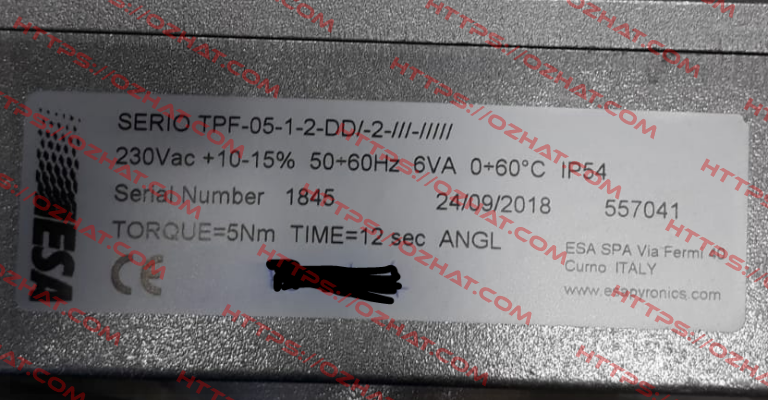 SERIO TPF-05-1-2-DD/-2-///-/////
230Vac +10-15% 50÷60Hz 6VA 0÷60°C IP54
Serial Number 1845 24/09/2018 557041
TORQUE=5Nm TIME=12 sec ANGL
ESA SPA Via Fermi 40
Curno ITALY
www.esapyronics.com
ESA
CE
HTTPS://OZHAT.COM